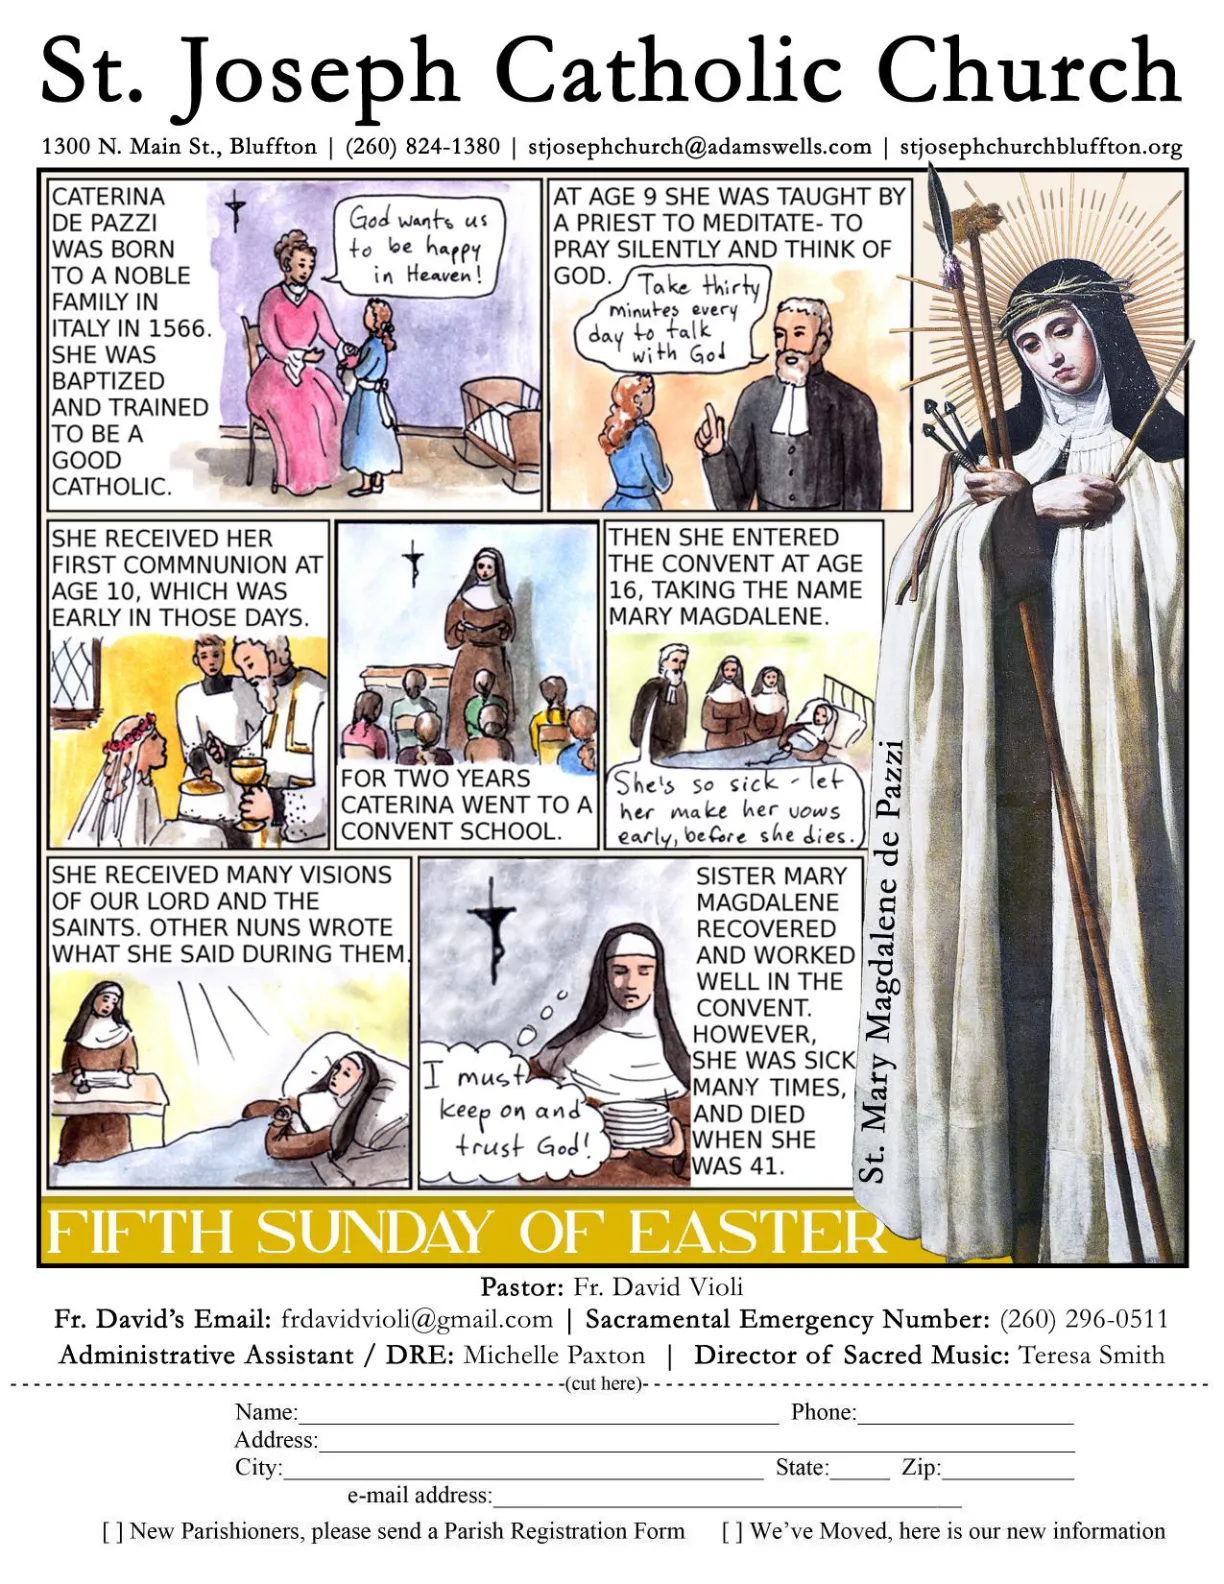 St. Joseph Catholic Church
1300 N. Main St., Bluffton | (260) 824-1380 | stjosephchurch@adamswells.com | stjosephchurchbluffton.org
CATERINA
DE PAZZI
WAS BORN
TO A NOBLE
FAMILY IN
ITALY IN 1566.
SHE WAS
BAPTIZED
AND TRAINED
TO BE A
GOOD
CATHOLIC.
God wants us
to be happy
in Heaven!
AT AGE 9 SHE WAS TAUGHT BY
A PRIEST TO MEDITATE- TO
PRAY SILENTLY AND THINK OF
GOD.
Take thirty
minutes every
day to talk
with God
SHE RECEIVED HER
FIRST COMMNUNION AT
AGE 10, WHICH WAS
EARLY IN THOSE DAYS.
FOR TWO YEARS
CATERINA WENT TO A
CONVENT SCHOOL.
THEN SHE ENTERED
THE CONVENT AT AGE
16, TAKING THE NAME
MARY MAGDALENE.
She's so sick - let
her make her vows
early, before she dies.
SHE RECEIVED MANY VISIONS
OF OUR LORD AND THE
SAINTS. OTHER NUNS WROTE
WHAT SHE SAID DURING THEM.
I must
keep on and
trust God!
SISTER MARY
MAGDALENE
RECOVERED
AND WORKED
WELL IN THE
CONVENT.
HOWEVER,
SHE WAS SICK
MANY TIMES,
AND DIED
WHEN SHE
WAS 41.
St. Mary Magdalene de Pazzi
FIFTH SUNDAY OF EASTER
Pastor: Fr. David Violi
Fr. David's Email: frdavidvioli@gmail.com | Sacramental Emergency Number: (260) 296-0511
Administrative Assistant / DRE: Michelle Paxton | Director of Sacred Music: Teresa Smith
(cut here)
Name: Phone:
Address:
City: State: Zip:
e-mail address:
[ ] New Parishioners, please send a Parish Registration Form [ ] We've Moved, here is our new information